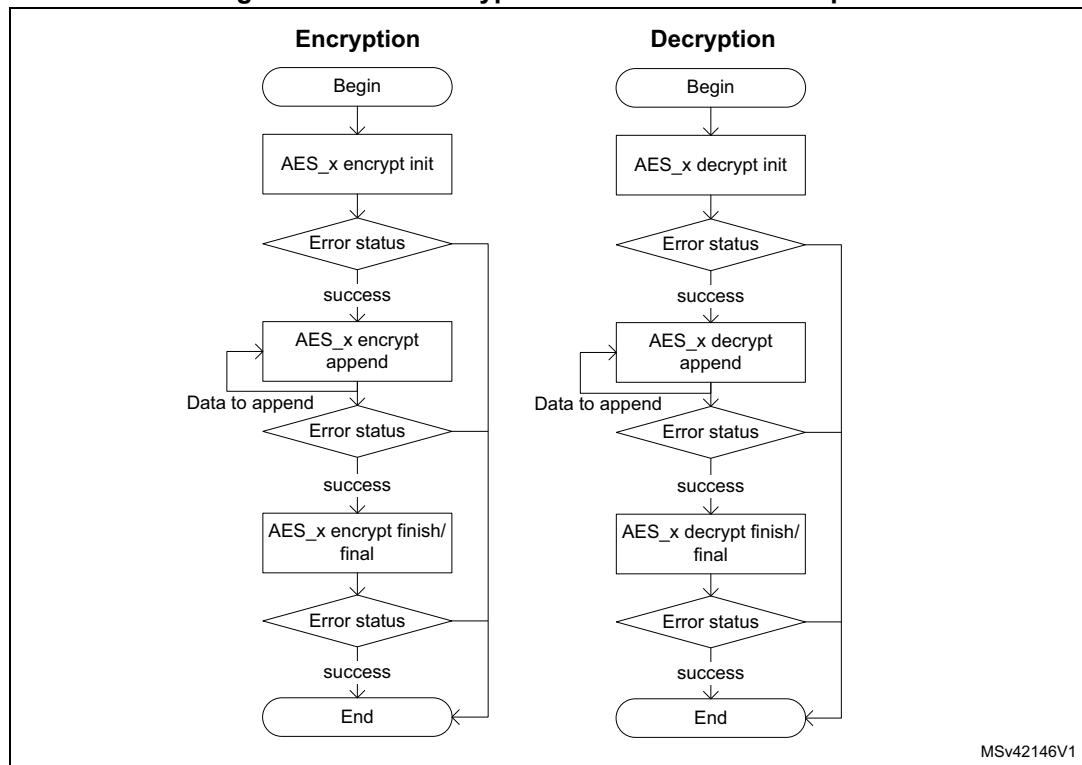 Encryption
Begin
AES_x encrypt init
Error status
success
AES_x encrypt
append
Data to append
Error status
success
AES_x encrypt finish/
final
Error status
success
End
Decryption
Begin
AES_x decrypt init
Error status
success
AES_x decrypt
append
Data to append
Error status
success
AES_x decrypt finish/
final
Error status
success
End
MSv42146V1